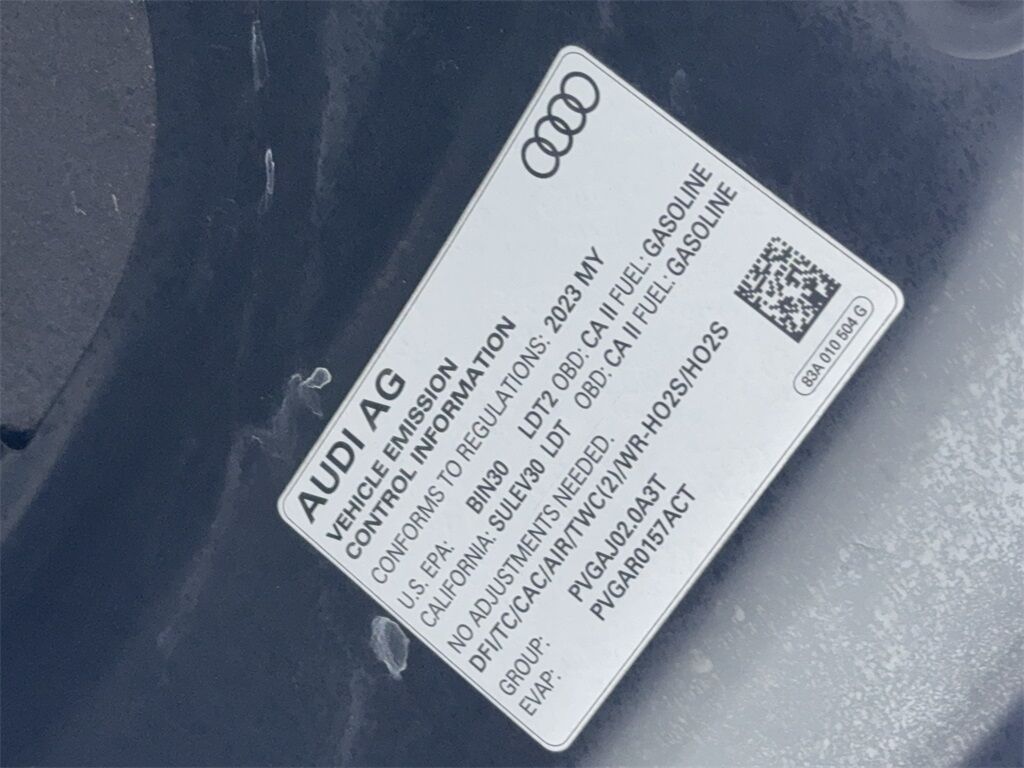 AUDI AG
VEHICLE EMISSION
CONTROL INFORMATION
CONFORMS TO REGULATIONS: 2023 MY
U.S. EPA: BIN30 LDT2 OBD: CA II FUEL: GASOLINE
CALIFORNIA: SULEV30 LDT OBD: CA II FUEL: GASOLINE
NO ADJUSTMENTS NEEDED.
DFI/TC/CAC/AIR/TWC(2)/WR-HO2S/HO2S
GROUP: PVGAJ02.0A3T
EVAP: PVGAR0157ACT
83A 010 504 G